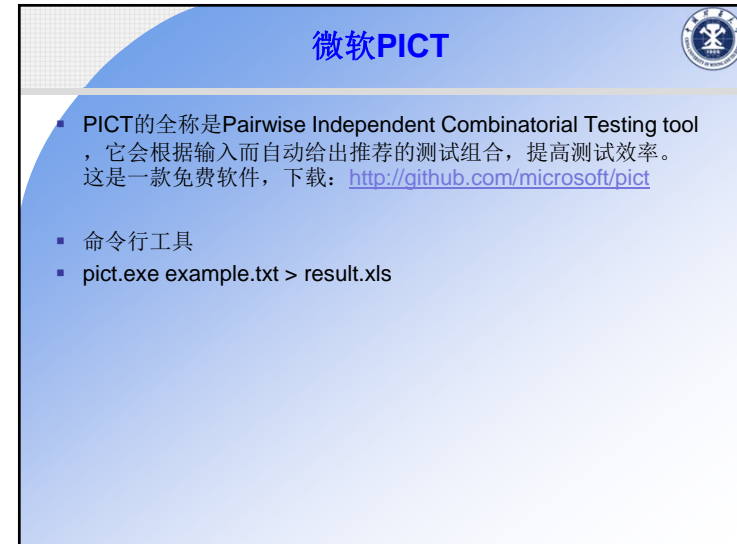 微软PICT
▪ PICT的全称是Pairwise Independent Combinatorial Testing tool
，它会根据输入而自动给出推荐的测试组合，提高测试效率。
这是一款免费软件，下载：http://github.com/microsoft/pict
▪ 命令行工具
▪ pict.exe example.txt > result.xls